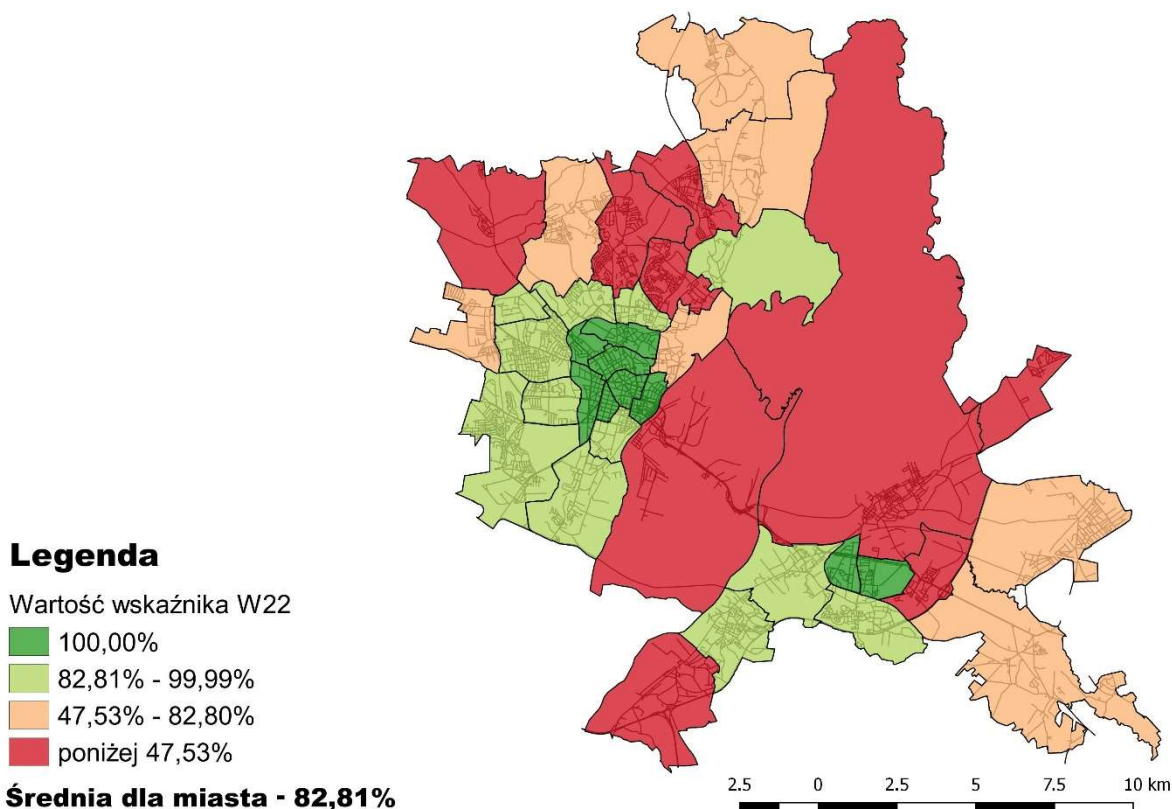 Legenda
Wartość wskaźnika W22
100,00%
82,81% - 99,99%
47,53% - 82,80%
poniżej 47,53%
Średnia dla miasta - 82,81%
2.5 0 2.5 5 7.5 10 km